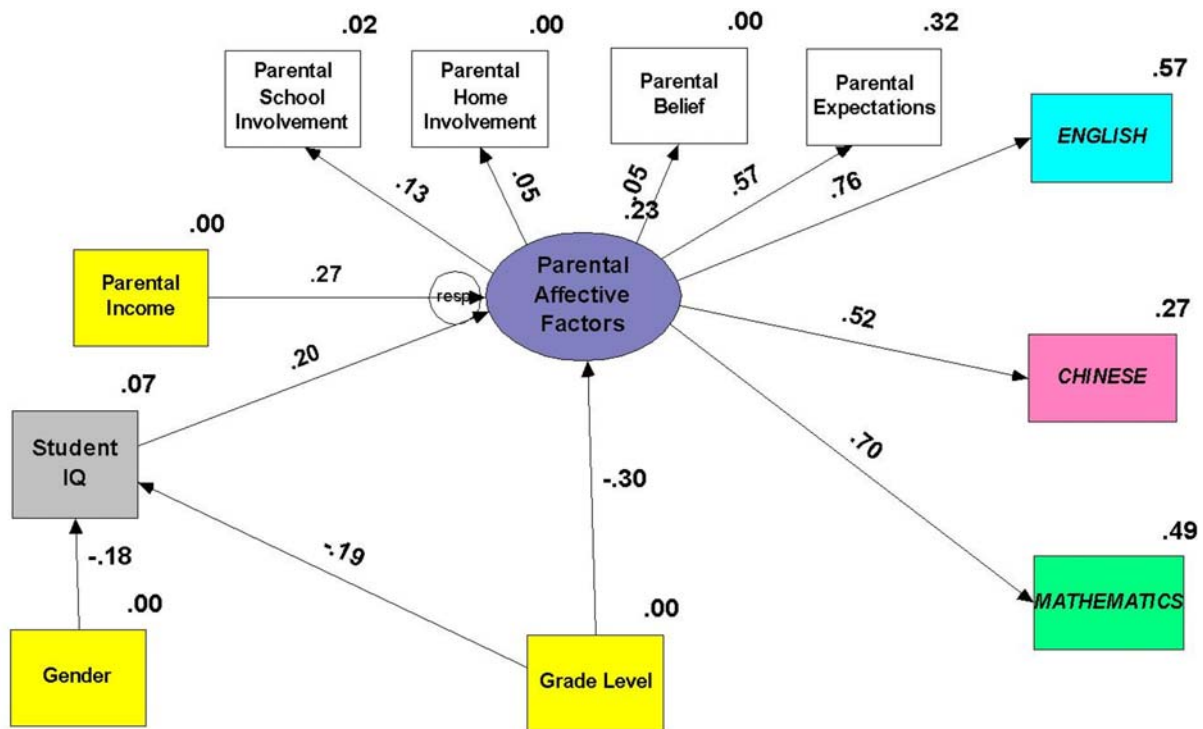 .02
.00
.00
.32
Parental
School
Involvement
Parental
Home
Involvement
Parental
Belief
Parental
Expectations
.57
ENGLISH
.13
.05
.05
.57
.76
.23
.00
Parental
Income
.27
resp
Parental
Affective
Factors
.52
.27
CHINESE
.20
.07
Student
IQ
-.30
.70
-.18
-.19
.49
MATHEMATICS
.00
Gender
.00
Grade Level